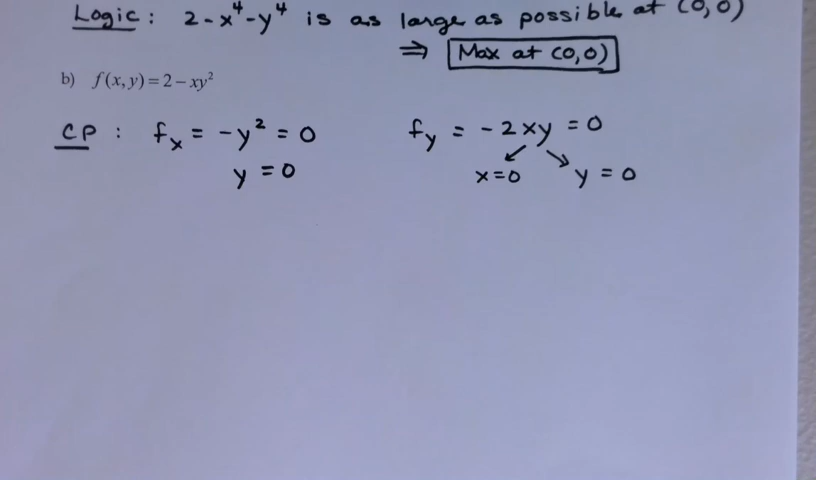 Logic : 2-x⁴-y⁴ is as large as possible at (0,0)
⇒ Max at (0,0)
b) f(x,y)=2-xy²
CP : fₓ = -y² = 0 f_y = -2xy = 0
y = 0 x=0 y = 0